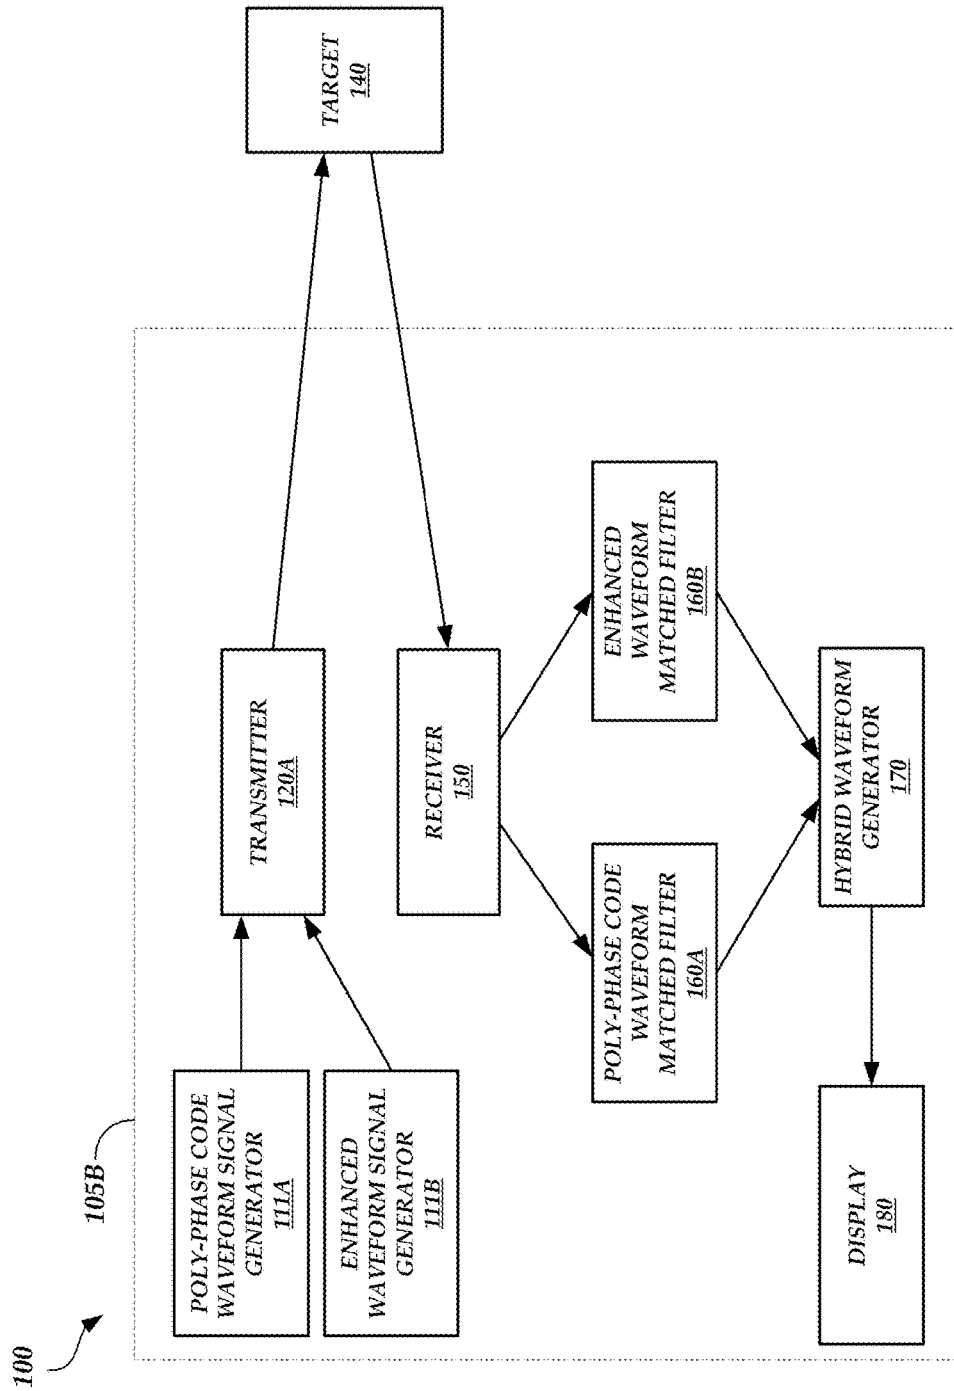 100
105B
POLY-PHASE CODE
WAVEFORM SIGNAL
GENERATOR
111A
ENHANCED
WAVEFORM SIGNAL
GENERATOR
111B
TRANSMITTER
120A
TARGET
140
RECEIVER
150
POLY-PHASE CODE
WAVEFORM
MATCHED FILTER
160A
ENHANCED
WAVEFORM
MATCHED FILTER
160B
HYBRID WAVEFORM
GENERATOR
170
DISPLAY
180